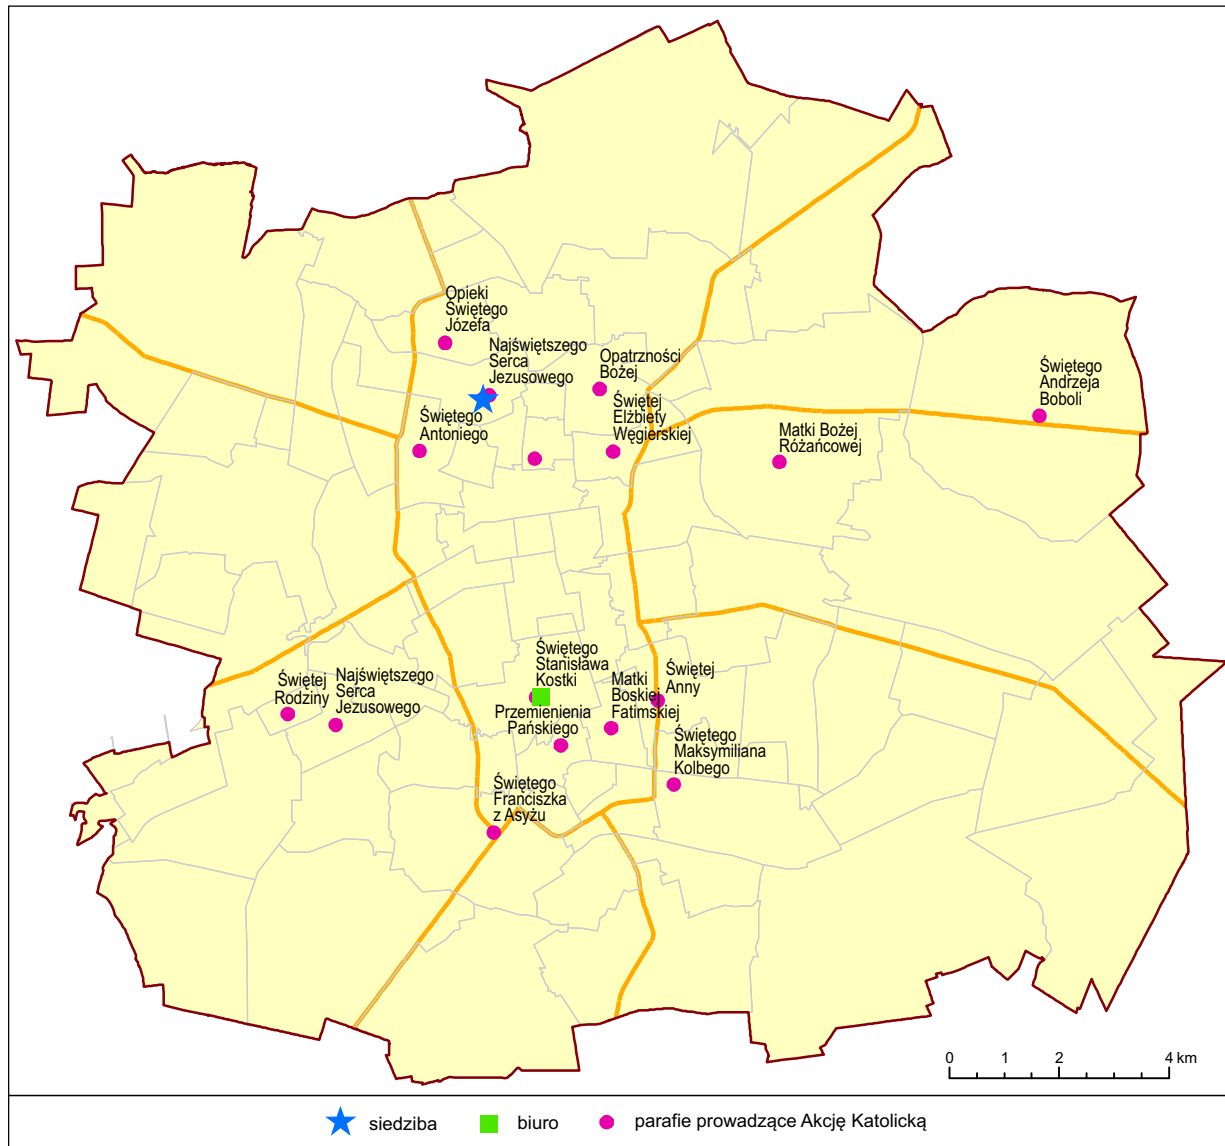 Opieki
Świętego
Józefa
Najświętszego
Serca
Jezusowego
Opatrzności
Bożej
Świętego
Andrzeja
Boboli
Świętej
Elżbiety
Węgierskiej
Świętego
Antoniego
Matki Bożej
Różańcowej
Świętego
Stanisława
Kostki
Świętej
Rodziny
Najświętszego
Serca
Jezusowego
Matki
Boskiej
Fatimskiej
Świętej
Anny
Przemienienia
Pańskiego
Świętego
Maksymiliana
Kolbego
Świętego
Franciszka
z Asyżu
0 1 2 4 km
siedziba biuro parafie prowadzące Akcję Katolicką